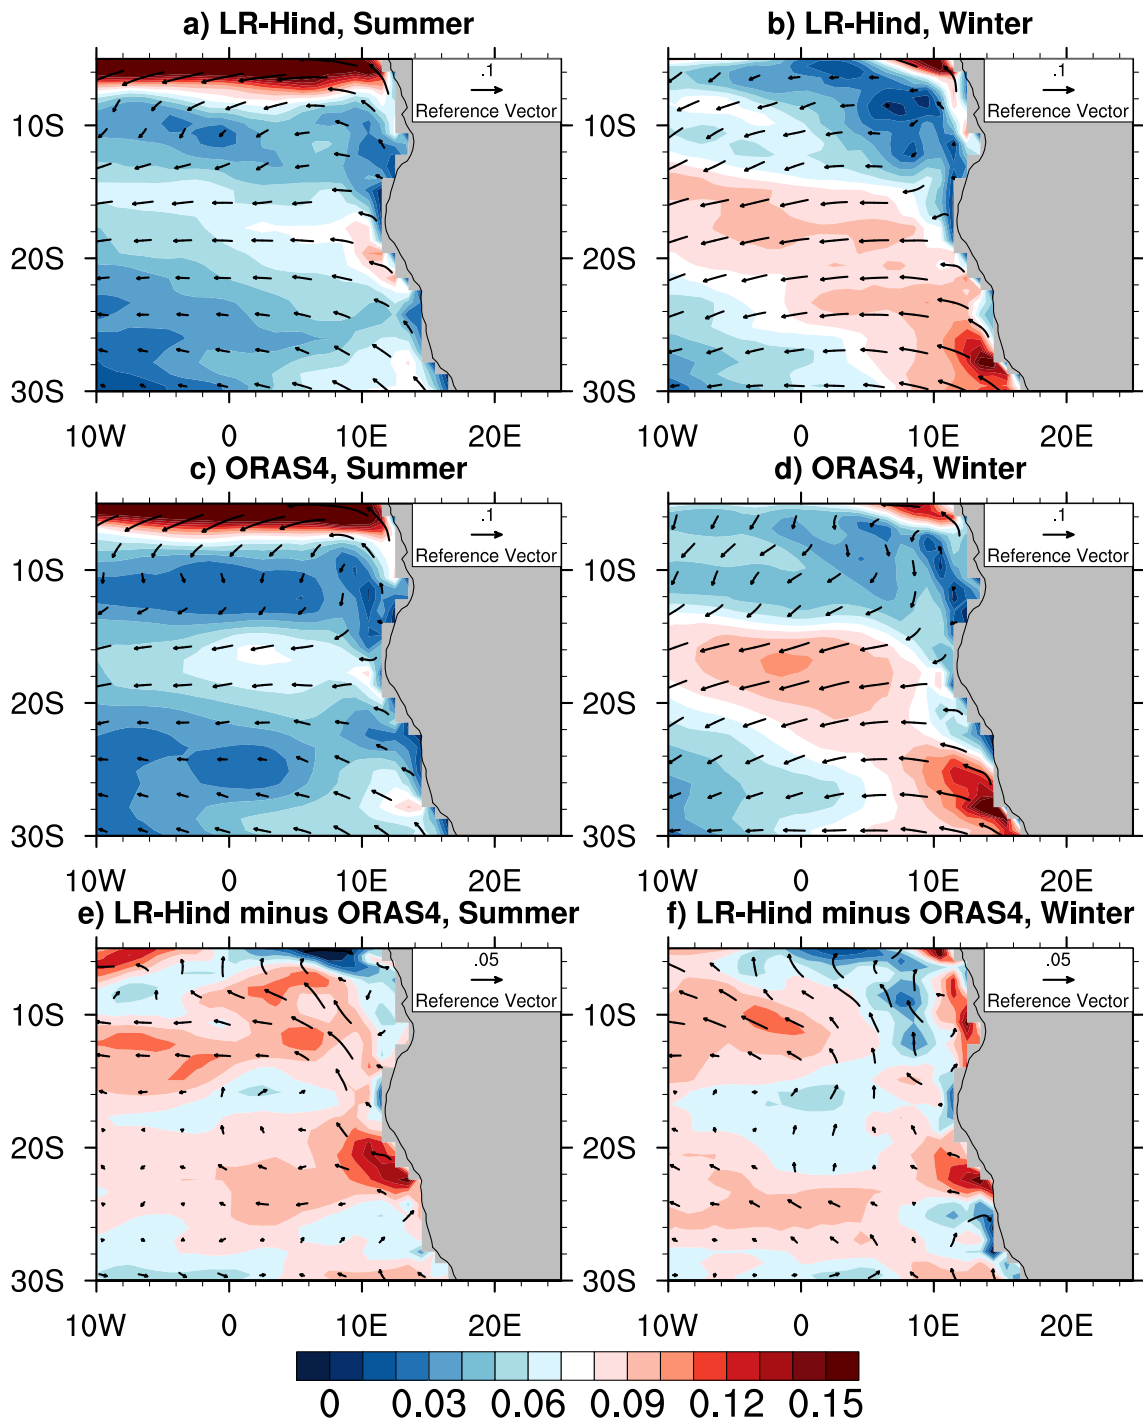 a) LR-Hind, Summer
b) LR-Hind, Winter
.1
Reference Vector
.1
Reference Vector
10S
20S
30S
10S
20S
30S
10W 0 10E 20E
10W 0 10E 20E
c) ORAS4, Summer
d) ORAS4, Winter
.1
Reference Vector
.1
Reference Vector
10S
20S
30S
10S
20S
30S
10W 0 10E 20E
10W 0 10E 20E
e) LR-Hind minus ORAS4, Summer
f) LR-Hind minus ORAS4, Winter
.05
Reference Vector
.05
Reference Vector
10S
20S
30S
10S
20S
30S
10W 0 10E 20E
10W 0 10E 20E
0 0.03 0.06 0.09 0.12 0.15